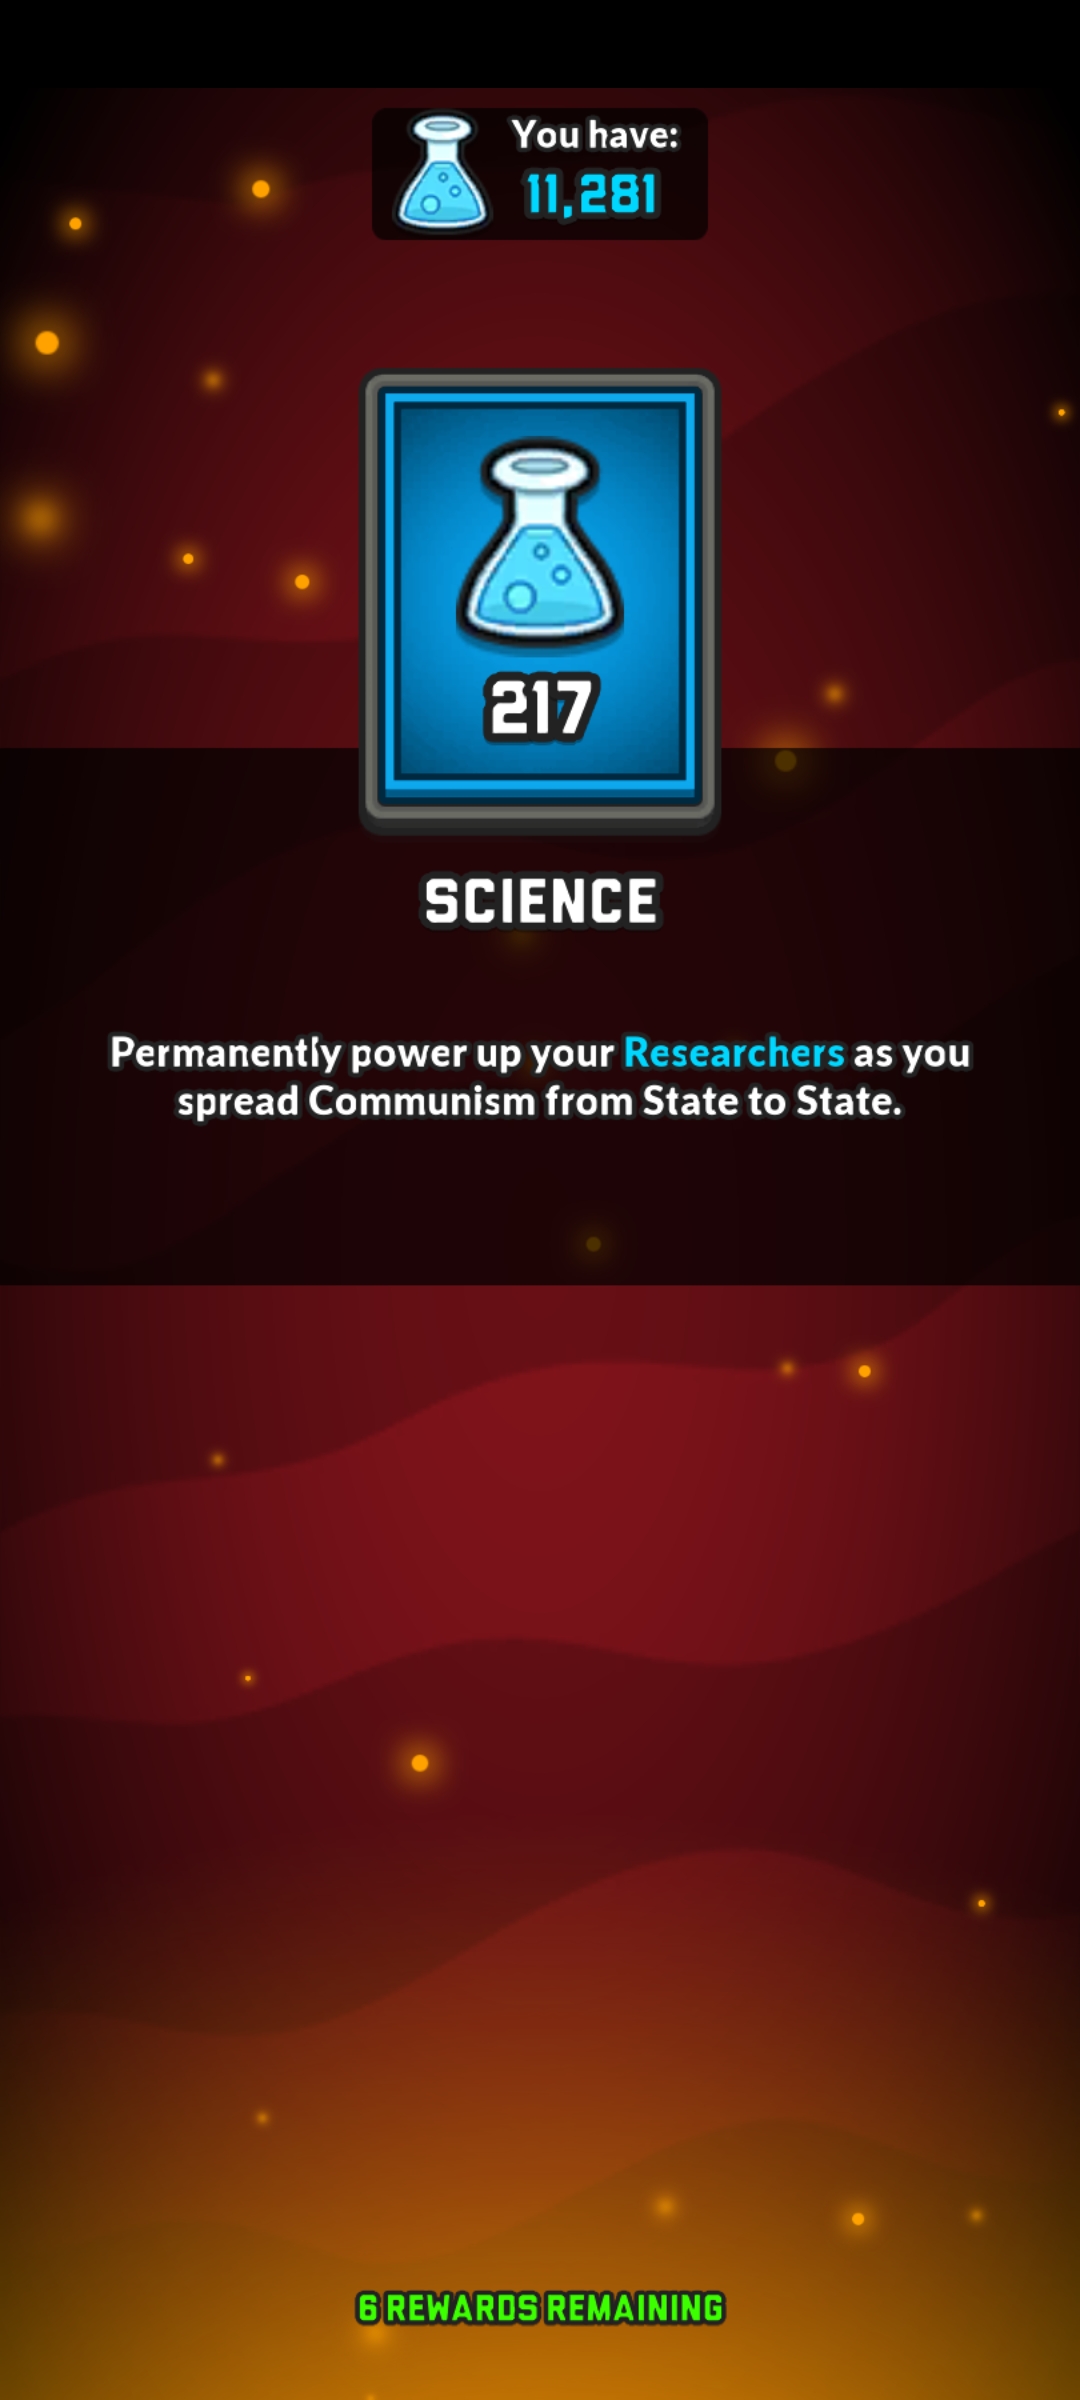 You have:
11,281
217
SCIENCE
Permanently power up your Researchers as you
spread Communism from State to State.
6 REWARDS REMAINING